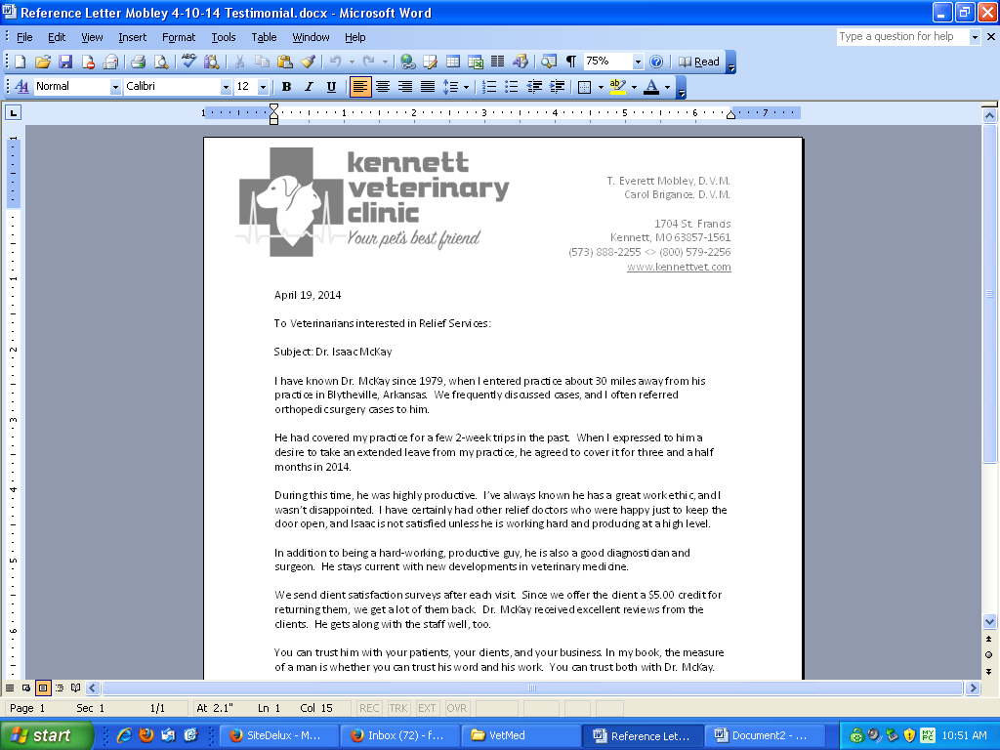 Reference Letter Mobley 4-10-14 Testimonial.docx - Microsoft Word
File Edit View Insert Format Tools Table Window Help
Type a question for help
75% Read
Normal Calibri 12 B I U
1 1 2 3 4 5 6 7
kennett
veterinary
clinic
Your pet's best friend
T. Everett Mobley, D.V.M.
Carol Brigance. D.V.M.
1704 St. Francis
Kennett, MO 63857-1561
(573) 888-2255 <> (800) 579-2256
www.kennettvet.com
April 19, 2014
To Veterinarians interested in Relief Services:
Subject: Dr. Isaac McKay
I have known Dr. McKay since 1979, when I entered practice about 30 miles away from his
practice in Blytheville, Arkansas.  We frequently discussed cases, and I often referred
orthopedic surgery cases to him.
He had covered my practice for a few 2-week trips in the past.  When I expressed to him a
desire to take an extended leave from my practice, he agreed to cover it for three and a half
months in 2014.
During this time, he was highly productive.  I've always known he has a great work ethic, and I
wasn't disappointed.  I have certainly had other relief doctors who were happy just to keep the
door open, and Isaac is not satisfied unless he is working hard and producing at a high level.
In addition to being a hard-working, productive guy, he is also a good diagnostician and
surgeon.  He stays current with new developments in veterinary medicine.
We send client satisfaction surveys after each visit.  Since we offer the client a $5.00 credit for
returning them, we get a lot of them back.  Dr. McKay received excellent reviews from the
clients.  He gets along with the staff well, too.
You can trust him with your patients, your clients, and your business. In my book, the measure
of a man is whether you can trust his word and his work.  You can trust both with Dr. McKay.
Page 1 Sec 1 1/1 At 2.1" Ln 1 Col 15 REC TRK EXT OVR
start SiteDelux - M... Inbox (72) - f... VetMed Reference Let... Document2 - ... MY PC 10:51 AM